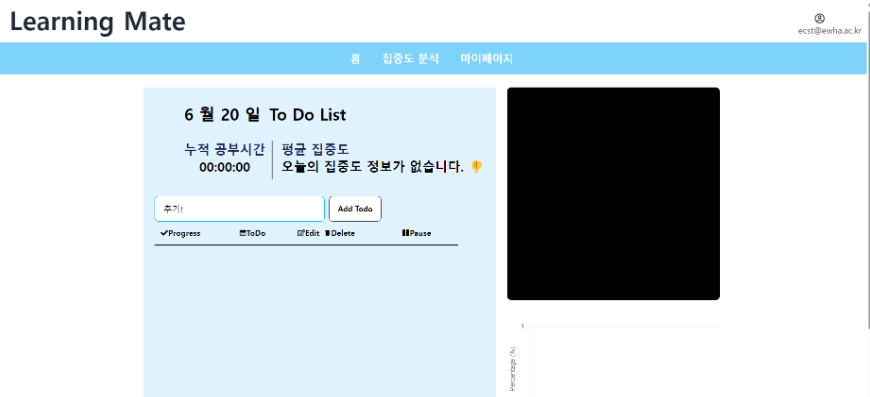 Learning Mate
ecst@ewha.ac.kr
홈 집중도 분석 마이페이지
6 월 20 일 To Do List
누적 공부시간 평균 집중도
00:00:00 오늘의 집중도 정보가 없습니다. 👎
추가! Add Todo
Progress ToDo Edit Delete Pause
1
Percentage (%)